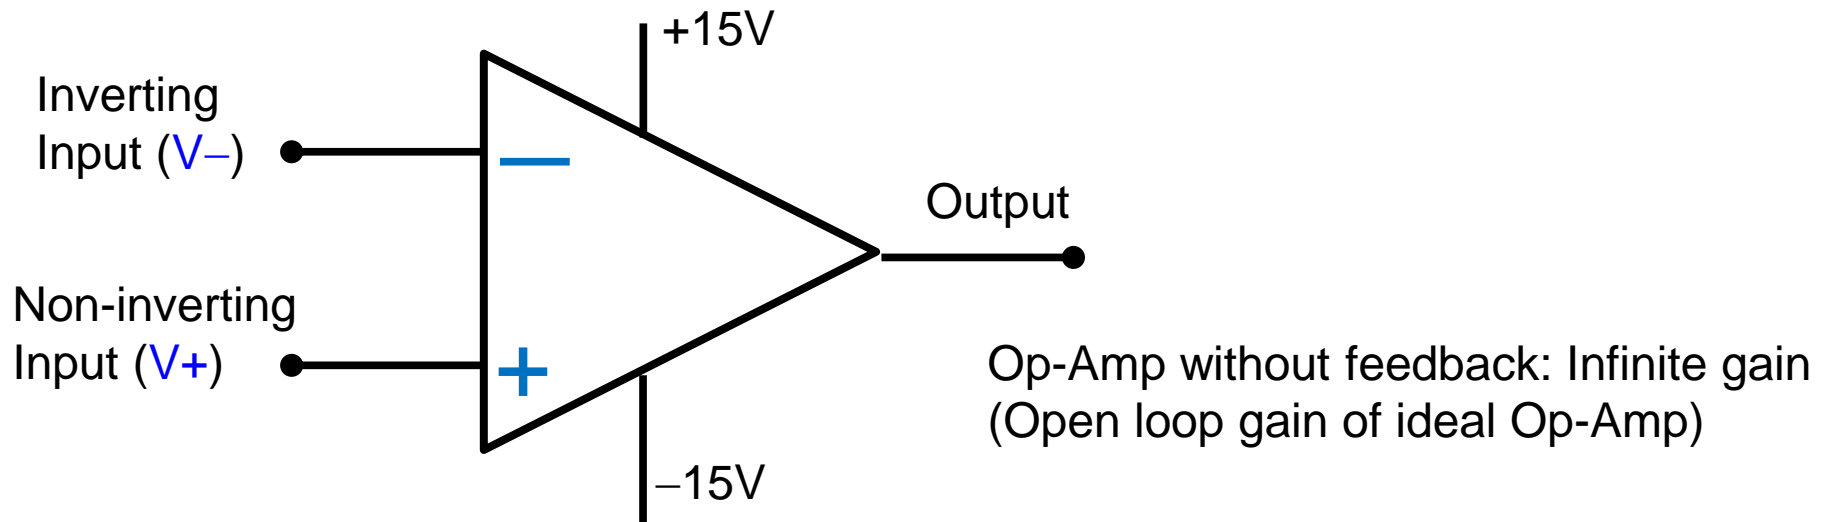 +15V
Inverting
Input (V–)
–
Output
Non-inverting
Input (V+)
+
Op-Amp without feedback: Infinite gain
(Open loop gain of ideal Op-Amp)
–15V